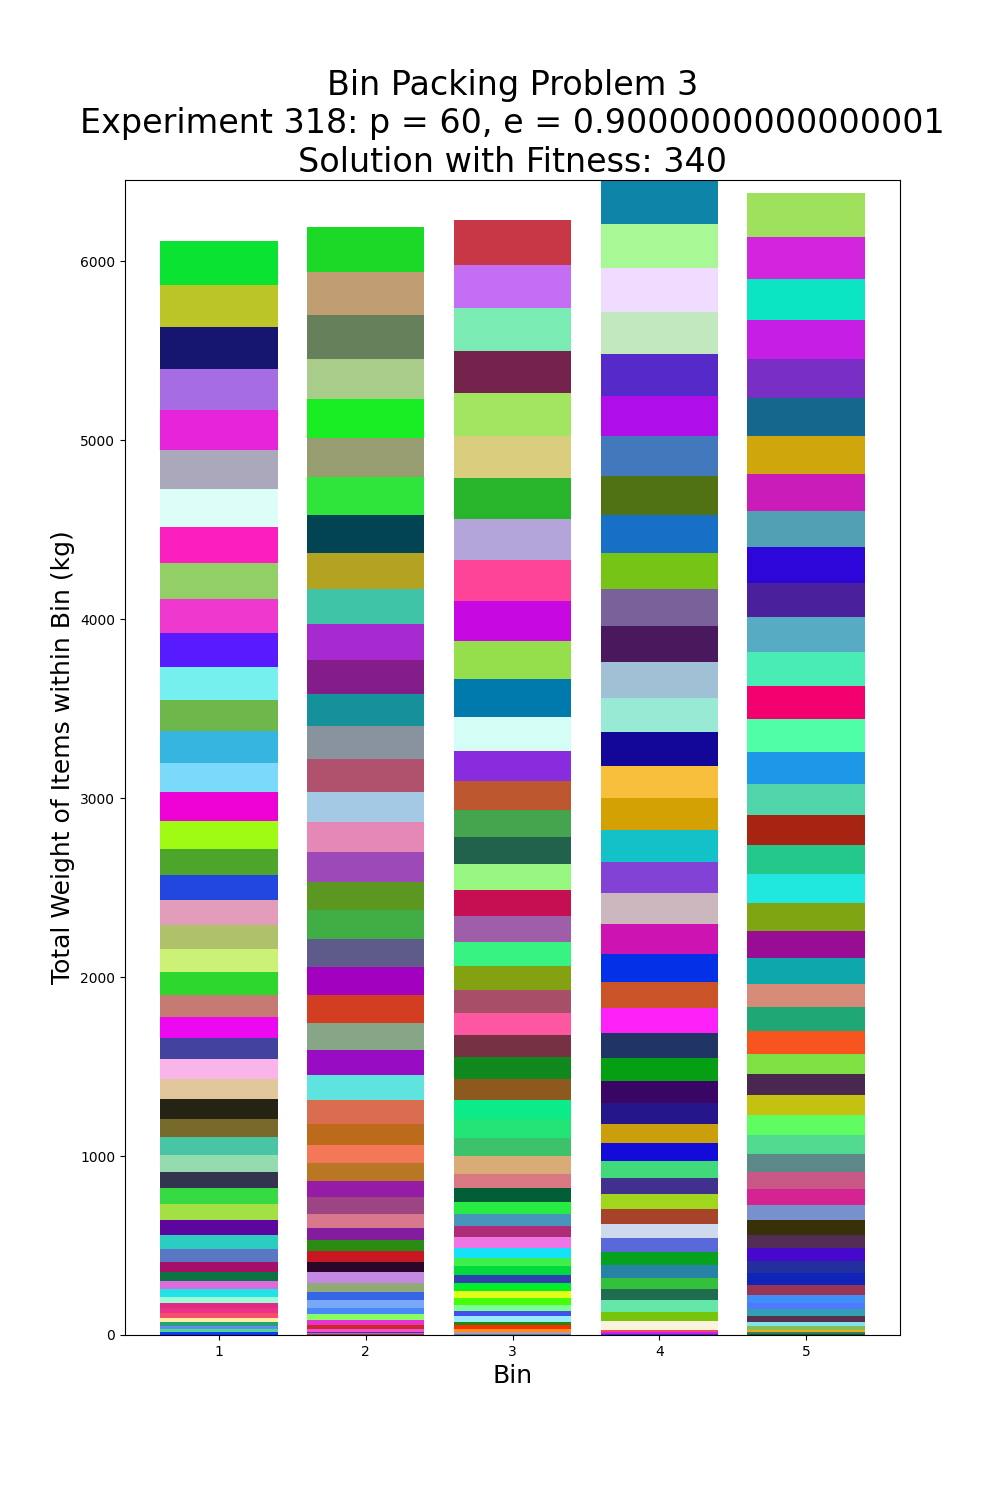 Bin Packing Problem 3
Experiment 318: p = 60, e = 0.9000000000000001
Solution with Fitness: 340
6000
5000
4000
3000
2000
1000
0
Total Weight of Items within Bin (kg)
1 2 3 4 5
Bin